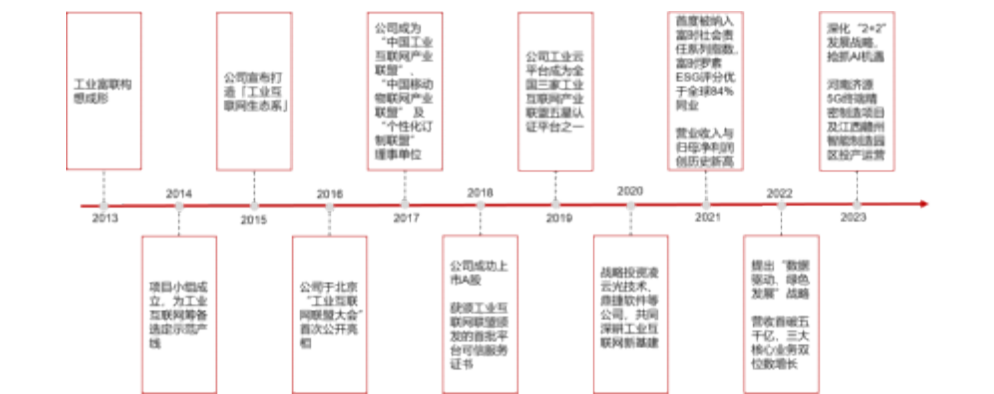 工业富联构
想成形
公司宣布打
造「工业互
联网生态系」
公司成为
“中国工业
互联网产业
联盟”、
“中国移动
物联网产业
联盟” 及
“个性化订
制联盟”
理事单位
公司工业云
平台成为全
国三家工业
互联网产业
联盟五星认
证平台之一
首度被纳入
富时社会责
任系列指数,
富时罗素
ESG评分优
于全球84%
同业
营业收入与
归母净利润
创历史新高
深化“2+2”
发展战略,
抢抓AI机遇
河南济源
5G终端精
密制造项目
及江西赣州
智能制造园
区投产运营
2013
2014
2015
2016
2017
2018
2019
2020
2021
2022
2023
项目小组成
立，为工业
互联网筹备
选定示范产
线
公司于北京
“工业互联
网联盟大会”
首次公开亮
相
公司成功上
市A股
获颁工业互
联网联盟颁
发的首批平
台可信服务
证书
战略投资凌
云光技术、
鼎捷软件等
公司，共同
深耕工业互
联网新基建
提出“数据
驱动、绿色
发展”战略
营收首破五
千亿，三大
核心业务双
位数增长